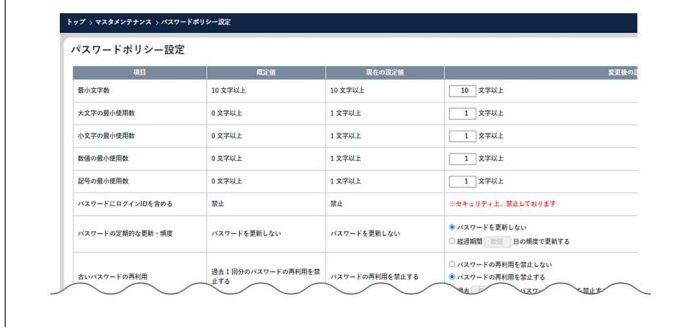 トップ > マスタメンテナンス > パスワードポリシー設定
パスワードポリシー設定
項目 既定値 現在の設定値 変更後の設
最小文字数 10 文字以上 10 文字以上 10 文字以上
大文字の最小使用数 0 文字以上 1 文字以上 1 文字以上
小文字の最小使用数 0 文字以上 1 文字以上 1 文字以上
数値の最小使用数 0 文字以上 1 文字以上 1 文字以上
記号の最小使用数 0 文字以上 1 文字以上 1 文字以上
パスワードにログインIDを含める 禁止 禁止 ※セキュリティ上、禁止しております
パスワードの定期的な更新・頻度 パスワードを更新しない パスワードを更新しない パスワードを更新しない
経過期間 日の頻度で更新する
古いパスワードの再利用 過去 1 回分のパスワードの再利用を禁
止する
パスワードの再利用を禁止する
パスワードの再利用を禁止しない
パスワードの再利用を禁止する